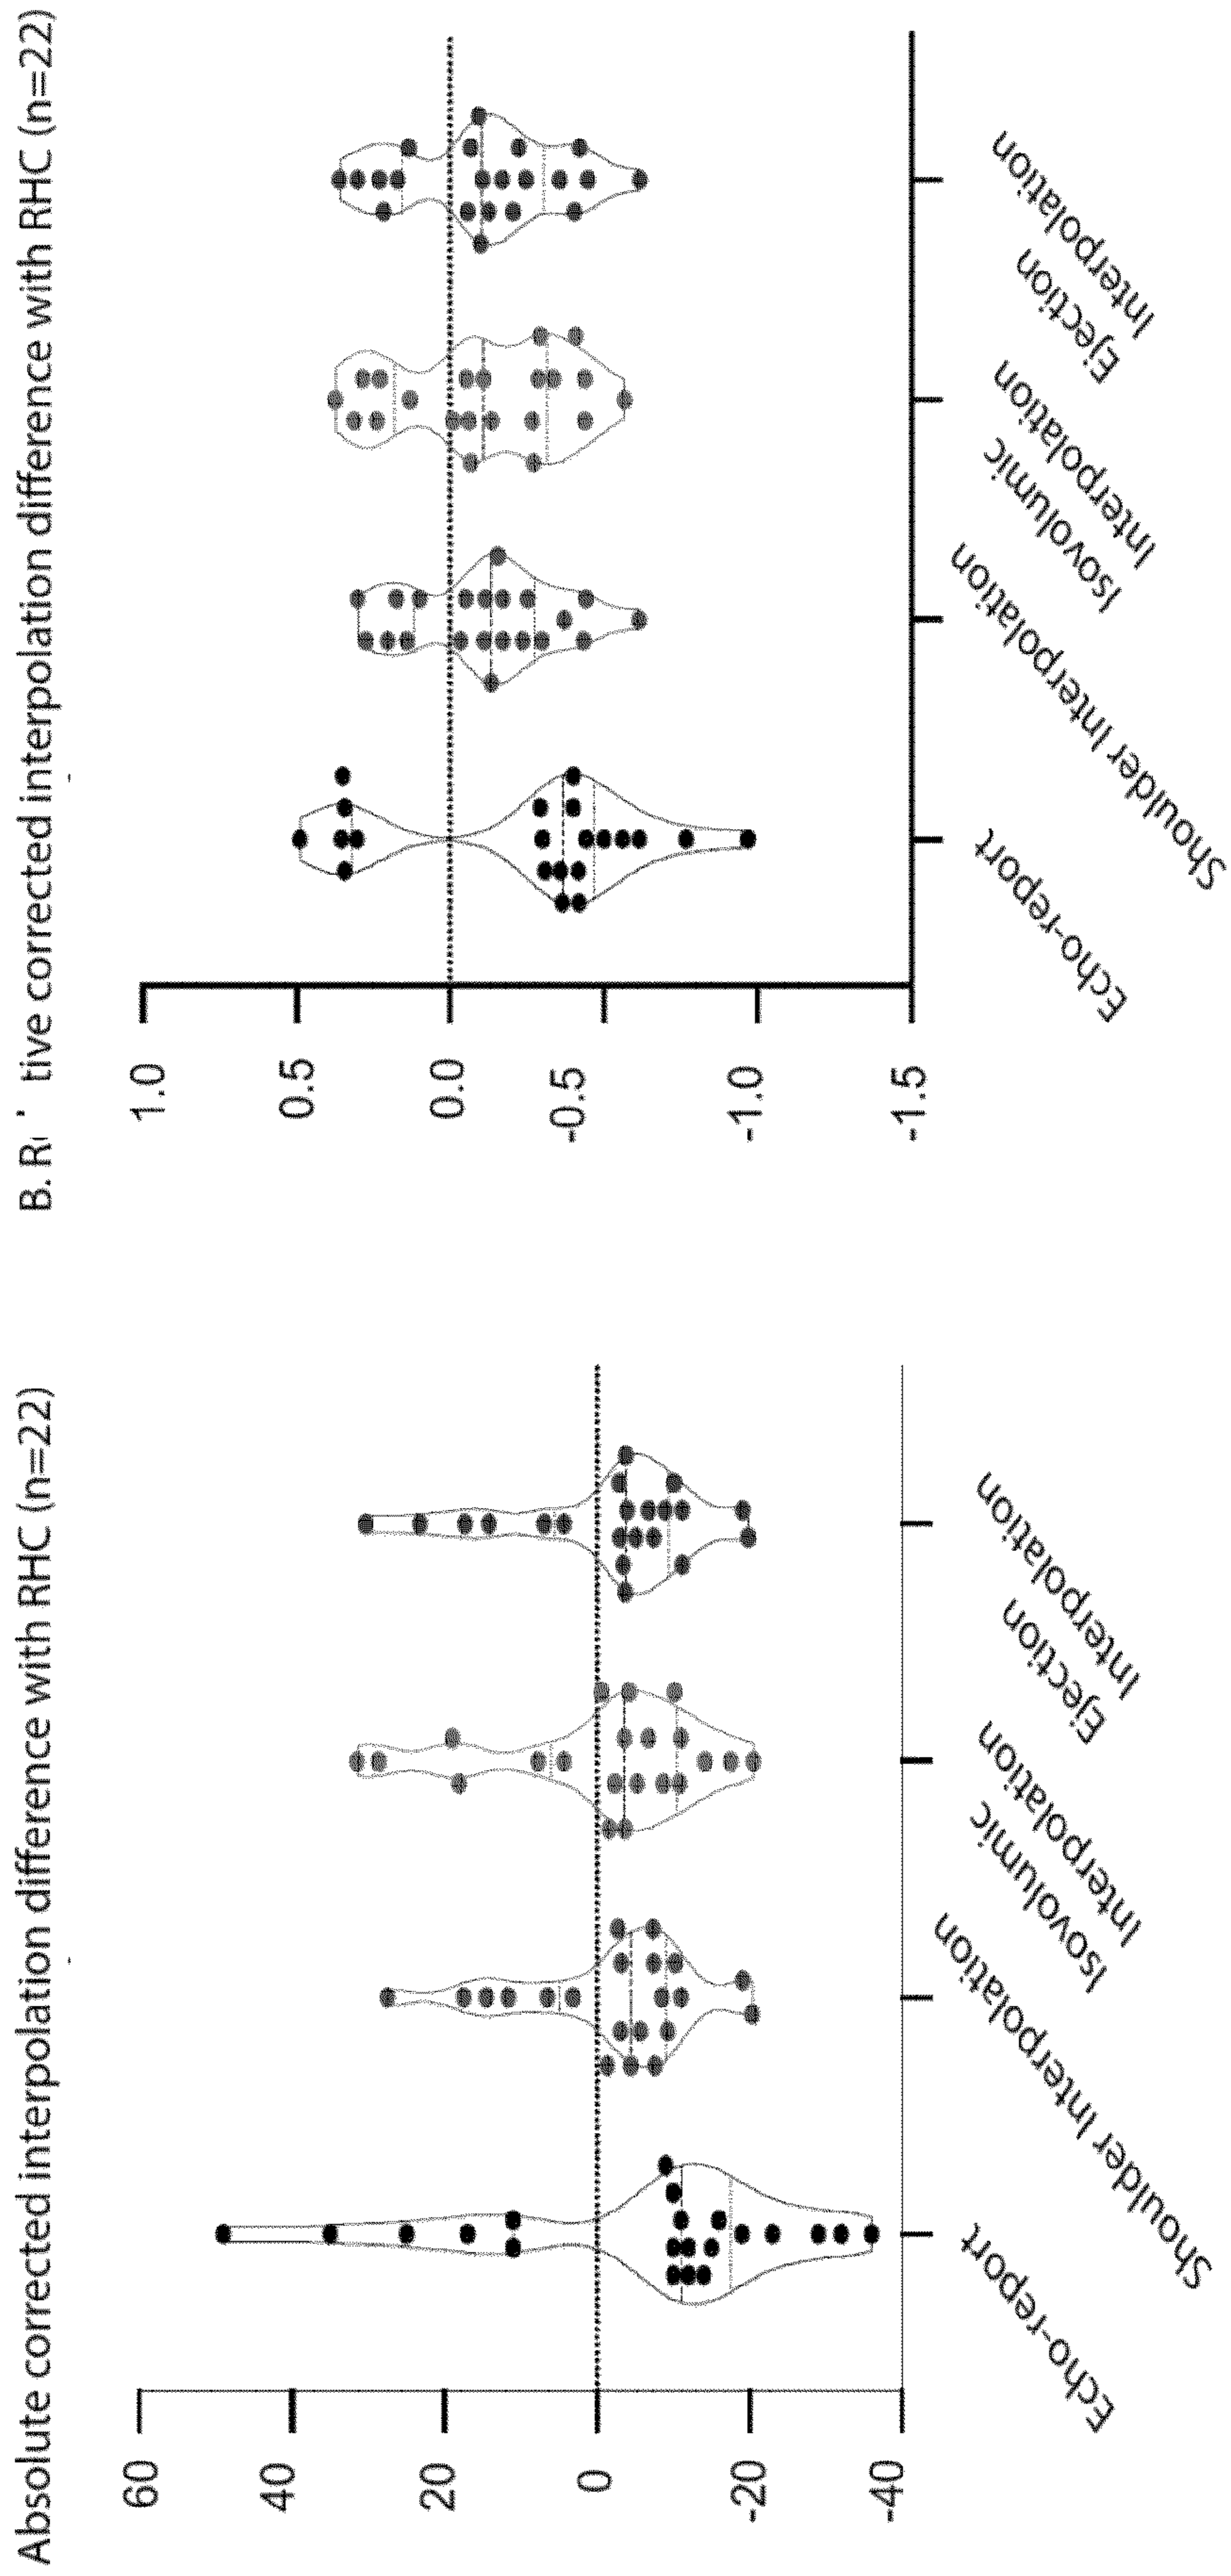 Absolute corrected interpolation difference with RHC (n=22)
60
40
20
0
-20
-40
Echo-report
Shoulder Interpolation
Isovolumic
Interpolation
Ejection
Interpolation
B. R tive corrected interpolation difference with RHC (n=22)
1.0
0.5
0.0
-0.5
-1.0
-1.5
Echo-report
Shoulder Interpolation
Isovolumic
Interpolation
Ejection
Interpolation